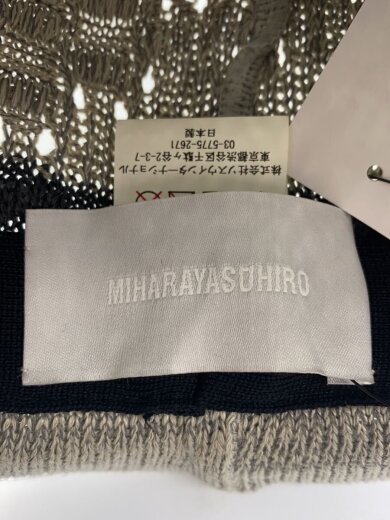 株式会社ソスウインターナショナル
東京都渋谷区千駄ヶ谷2-3-7
03-5775-2671
日本製
MIHARAYASUHIRO